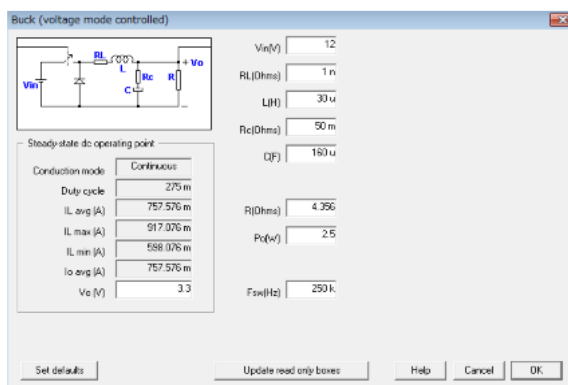 Buck (voltage mode controlled)
RL
L
+ Vo
Vin
Rc
R
C
Steady-state dc operating point
Conduction mode Continuous
Duty cycle 275 m
IL avg (A) 757.576 m
IL max (A) 917.076 m
IL min (A) 598.076 m
Io avg (A) 757.576 m
Vo (V) 3.3
Vin(V) 12
RL(Ohms) 1 n
L(H) 30 u
Rc(Ohms) 50 m
C(F) 160 u
R(Ohms) 4.356
Po(W) 2.5
Fsw(Hz) 250 k
Set defaults
Update read only boxes
Help
Cancel
OK